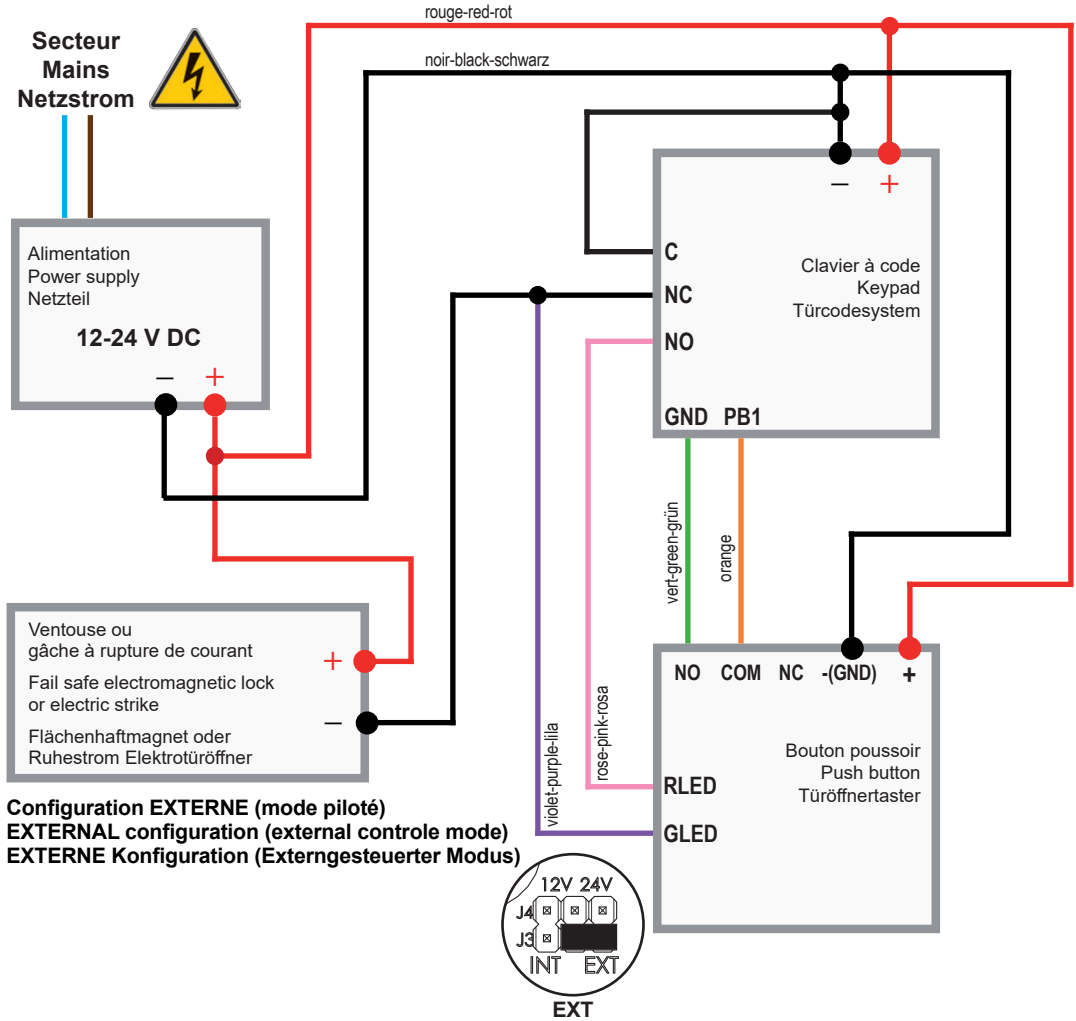 rouge-red-rot
noir-black-schwarz
Secteur
Mains
Netzstrom
Alimentation
Power supply
Netzteil
12-24 V DC
– +
– +
C
NC
NO
GND PB1
Clavier à code
Keypad
Türcodesystem
vert-green-grün
orange
Ventouse ou
gâche à rupture de courant
Fail safe electromagnetic lock
or electric strike
Flächenhaftmagnet oder
Ruhestrom Elektrotüröffner
+
–
violet-purple-lila
rose-pink-rosa
NO COM NC -(GND) +
Bouton poussoir
Push button
Türöffnertaster
RLED
GLED
Configuration EXTERNE (mode piloté)
EXTERNAL configuration (external controle mode)
EXTERNE Konfiguration (Externgesteuerter Modus)
12V 24V
J4
J3
INT EXT
EXT